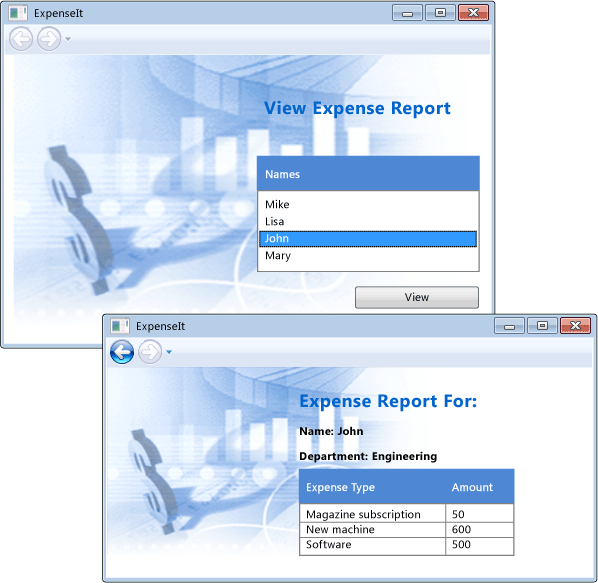 ExpenseIt
View Expense Report
Names
Mike
Lisa
John
Mary
View
ExpenseIt
Expense Report For:
Name: John
Department: Engineering
Expense Type Amount
Magazine subscription 50
New machine 600
Software 500